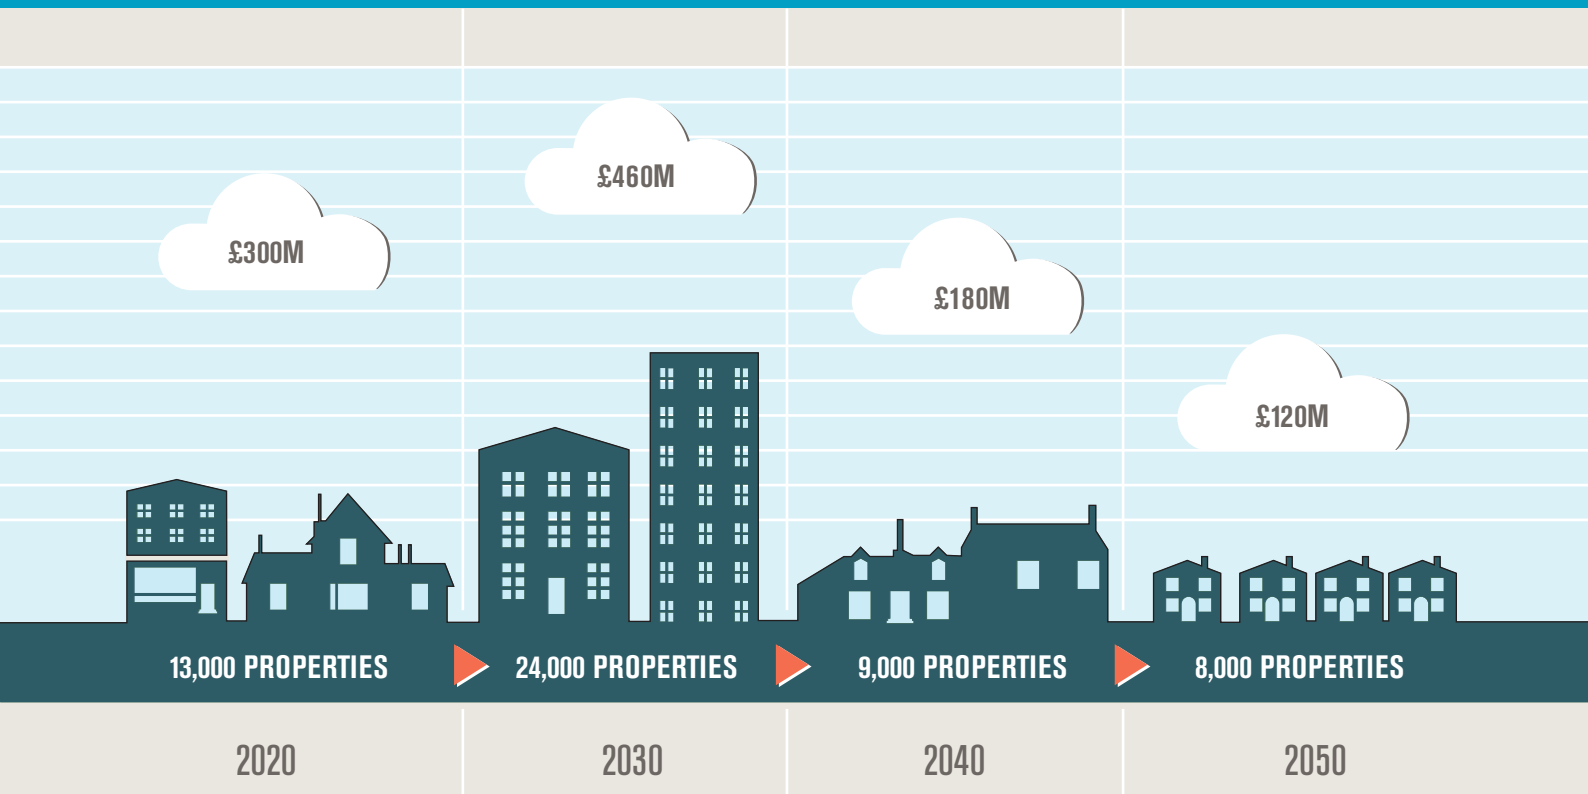 £300M
£460M
£180M
£120M
13,000 PROPERTIES
24,000 PROPERTIES
9,000 PROPERTIES
8,000 PROPERTIES
2020
2030
2040
2050